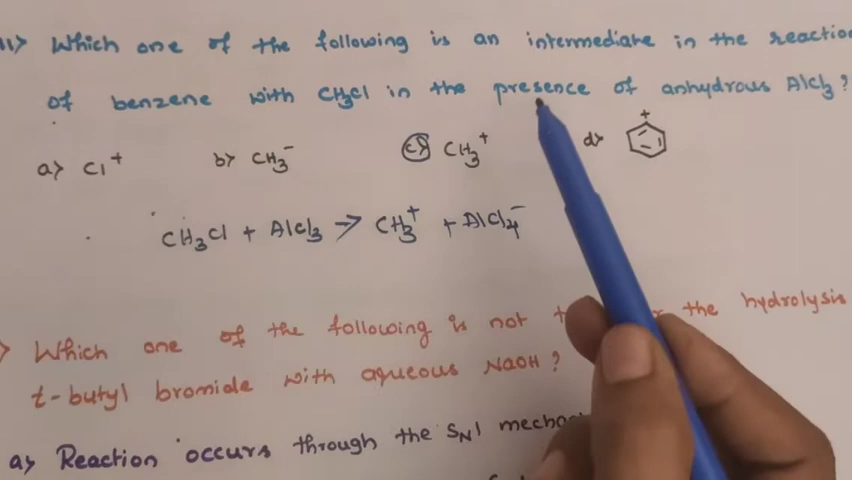 11) Which one of the following is an intermediate in the reaction
of benzene with CH3Cl in the presence of anhydrous AlCl3?
a) Cl+ b) CH3- c) CH3+ d) +
CH3Cl + AlCl3 → CH3+ + AlCl4-
Which one of the following is not the hydrolysis
t-butyl bromide with aqueous NaOH?
a) Reaction occurs through the SN1